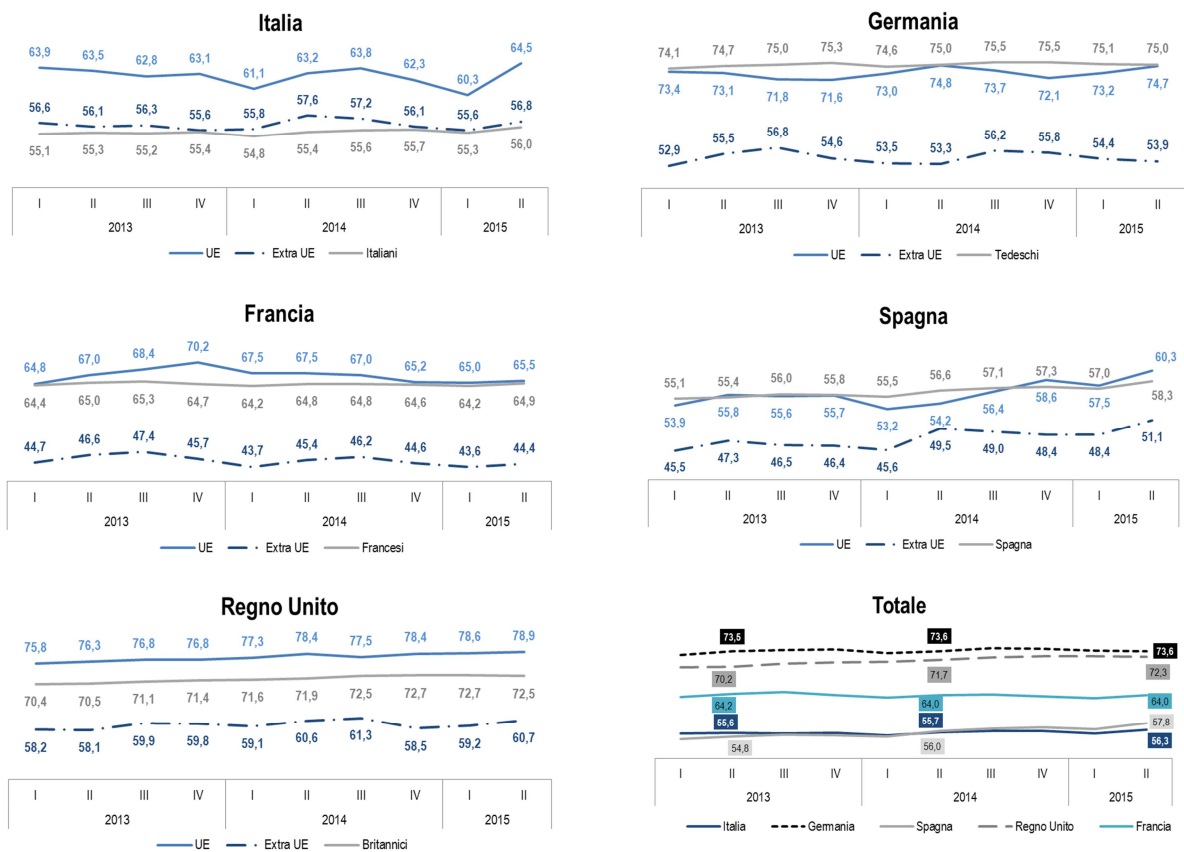 Italia
63,9 63,5 62,8 63,1 61,1 63,2 63,8 62,3 60,3 64,5
56,6 56,1 56,3 55,6 55,8 57,6 57,2 56,1 55,6 56,8
55,1 55,3 55,2 55,4 54,8 55,4 55,6 55,7 55,3 56,0
I II III IV I II III IV I II
2013 2014 2015
UE Extra UE Italiani
Germania
74,1 74,7 75,0 75,3 74,6 75,0 75,5 75,5 75,1 75,0
73,4 73,1 71,8 71,6 73,0 74,8 73,7 72,1 73,2 74,7
52,9 55,5 56,8 54,6 53,5 53,3 56,2 55,8 54,4 53,9
I II III IV I II III IV I II
2013 2014 2015
UE Extra UE Tedeschi
Francia
64,8 67,0 68,4 70,2 67,5 67,5 67,0 65,2 65,0 65,5
64,4 65,0 65,3 64,7 64,2 64,8 64,8 64,6 64,2 64,9
44,7 46,6 47,4 45,7 43,7 45,4 46,2 44,6 43,6 44,4
I II III IV I II III IV I II
2013 2014 2015
UE Extra UE Francesi
Spagna
55,1 55,4 56,0 55,8 55,5 56,6 57,1 57,3 57,0 60,3
53,9 55,8 55,6 55,7 53,2 54,2 56,4 58,6 57,5 58,3
45,5 47,3 46,5 46,4 45,6 49,5 49,0 48,4 48,4 51,1
I II III IV I II III IV I II
2013 2014 2015
UE Extra UE Spagna
Regno Unito
75,8 76,3 76,8 76,8 77,3 78,4 77,5 78,4 78,6 78,9
70,4 70,5 71,1 71,4 71,6 71,9 72,5 72,7 72,7 72,5
58,2 58,1 59,9 59,8 59,1 60,6 61,3 58,5 59,2 60,7
I II III IV I II III IV I II
2013 2014 2015
UE Extra UE Britannici
Totale
73,5 73,6 73,6
70,2 71,7 72,3
64,2 64,0 64,0
55,6 55,7 57,8
54,8 56,0 56,3
I II III IV I II III IV I II
2013 2014 2015
Italia Germania Spagna Regno Unito Francia